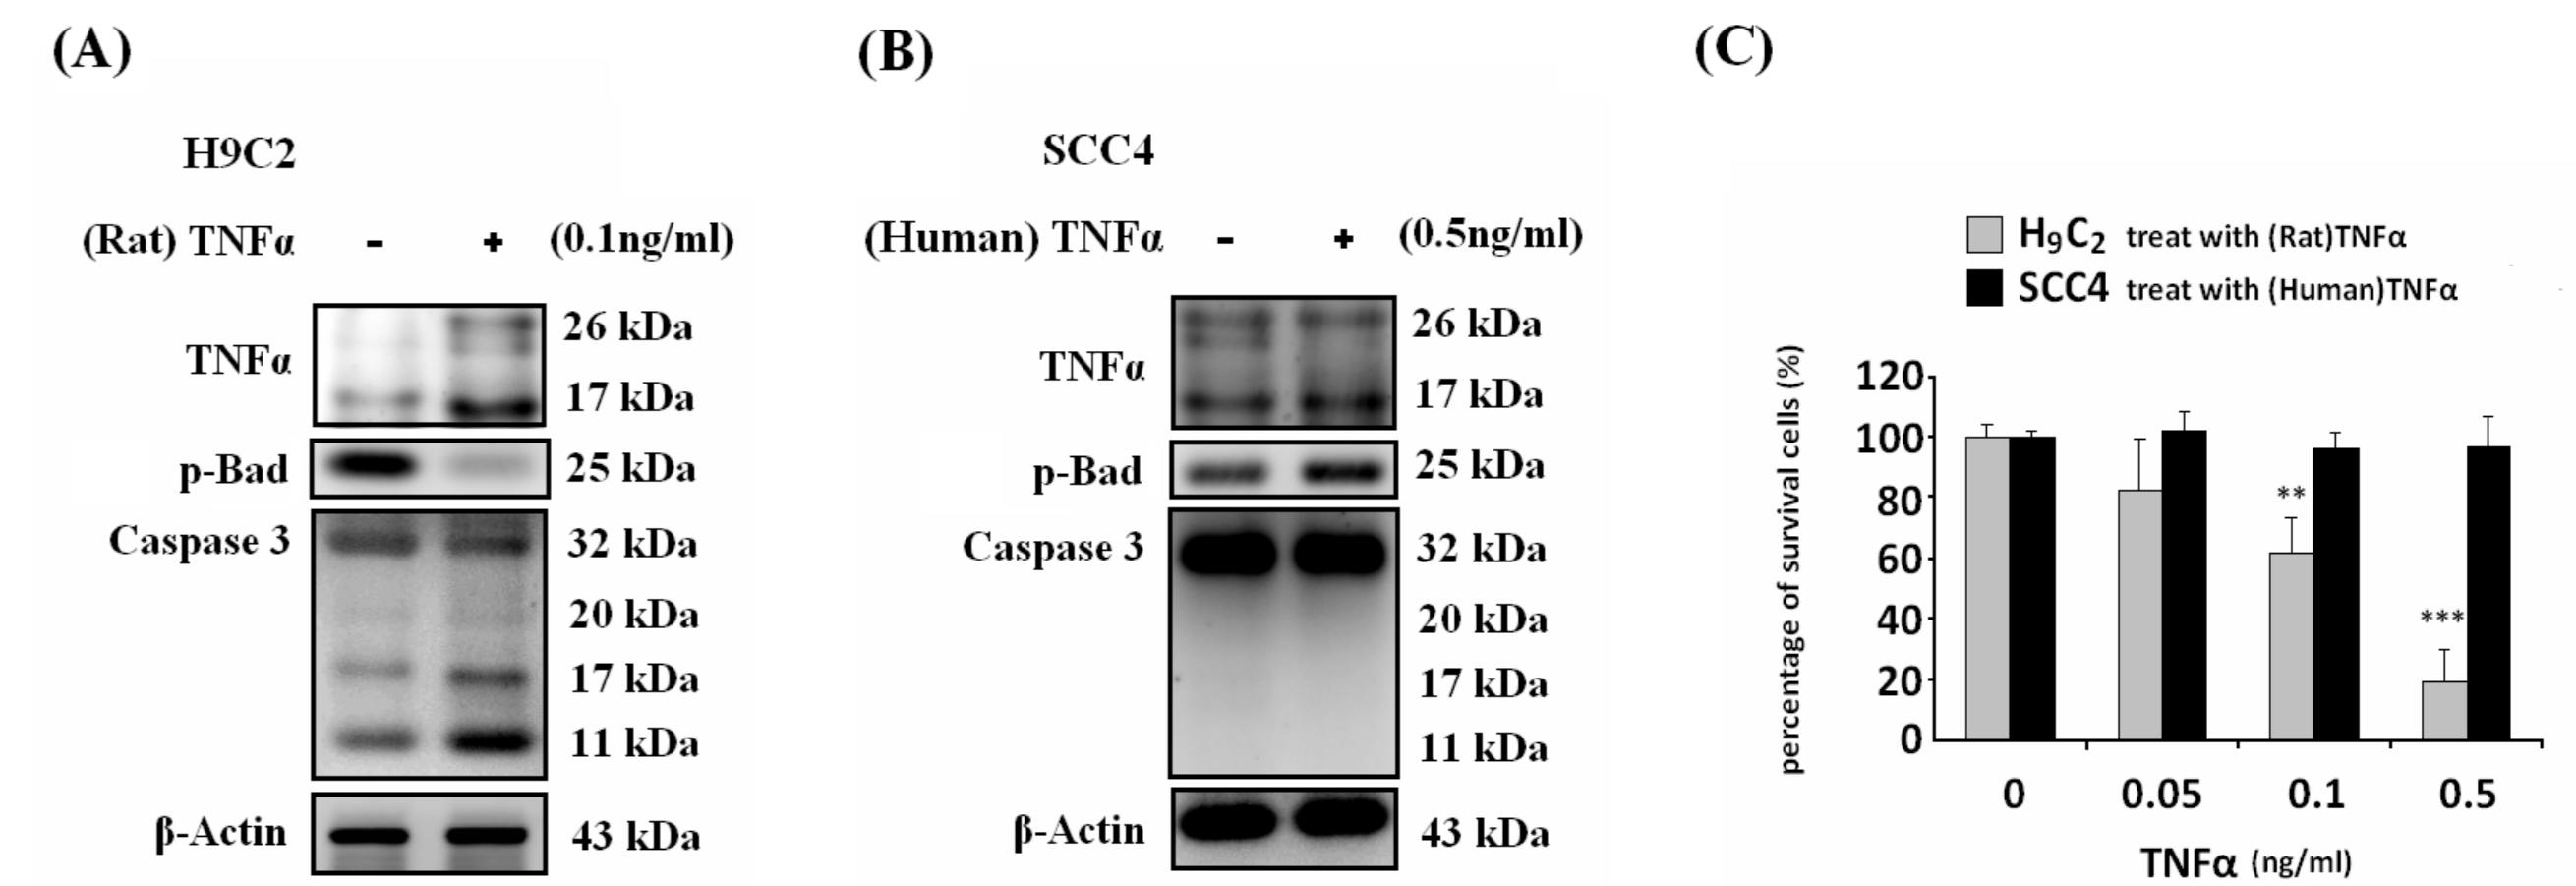 (A)
H9C2
(Rat) TNFα - + (0.1ng/ml)
TNFα
26 kDa
17 kDa
p-Bad
25 kDa
Caspase 3
32 kDa
20 kDa
17 kDa
11 kDa
β-Actin
43 kDa
(B)
SCC4
(Human) TNFα - + (0.5ng/ml)
TNFα
26 kDa
17 kDa
p-Bad
25 kDa
Caspase 3
32 kDa
20 kDa
17 kDa
11 kDa
β-Actin
43 kDa
(C)
H₉C₂ treat with (Rat)TNFα
SCC4 treat with (Human)TNFα
percentage of survival cells (%)
120
100
80
60
40
20
0
**
***
0 0.05 0.1 0.5
TNFα (ng/ml)